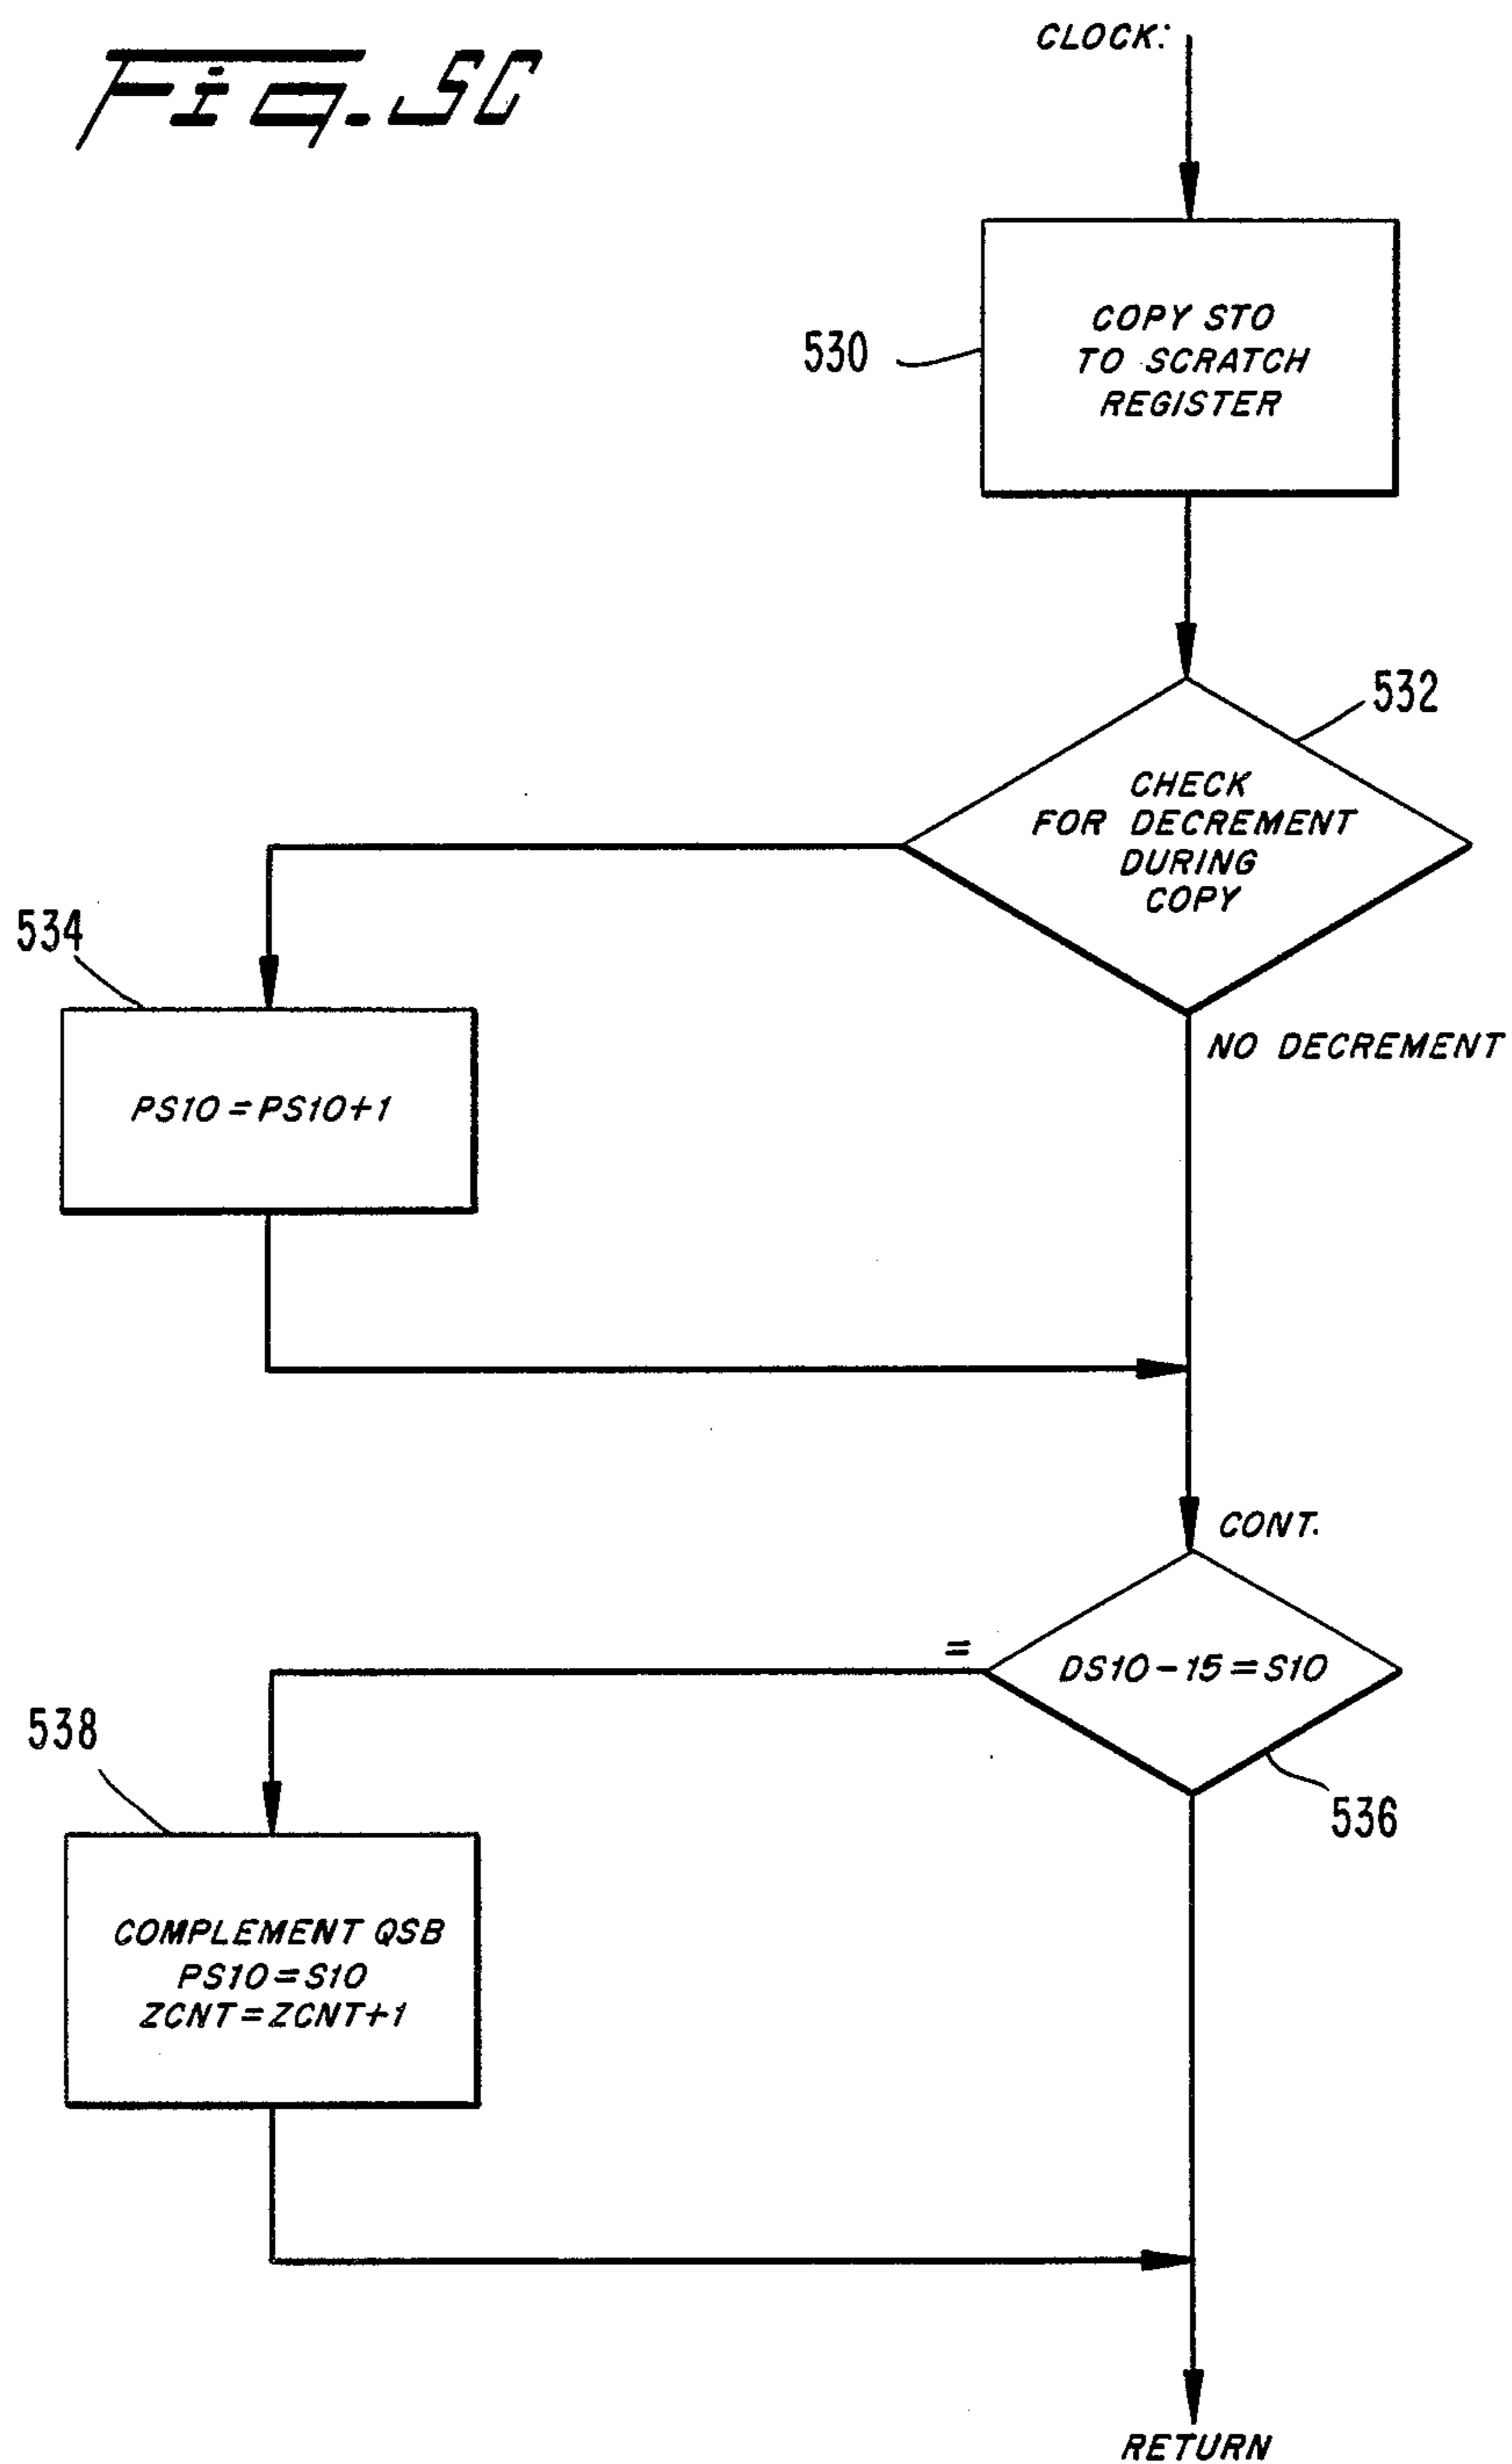 Fig. 5C
CLOCK:
COPY STO
TO SCRATCH
REGISTER
530
532
CHECK
FOR DECREMENT
DURING
COPY
534
NO DECREMENT
PS10=PS10+1
CONT.
=
DS10-15=S10
538
536
COMPLEMENT QSB
PS10=S10
ZCNT=ZCNT+1
RETURN